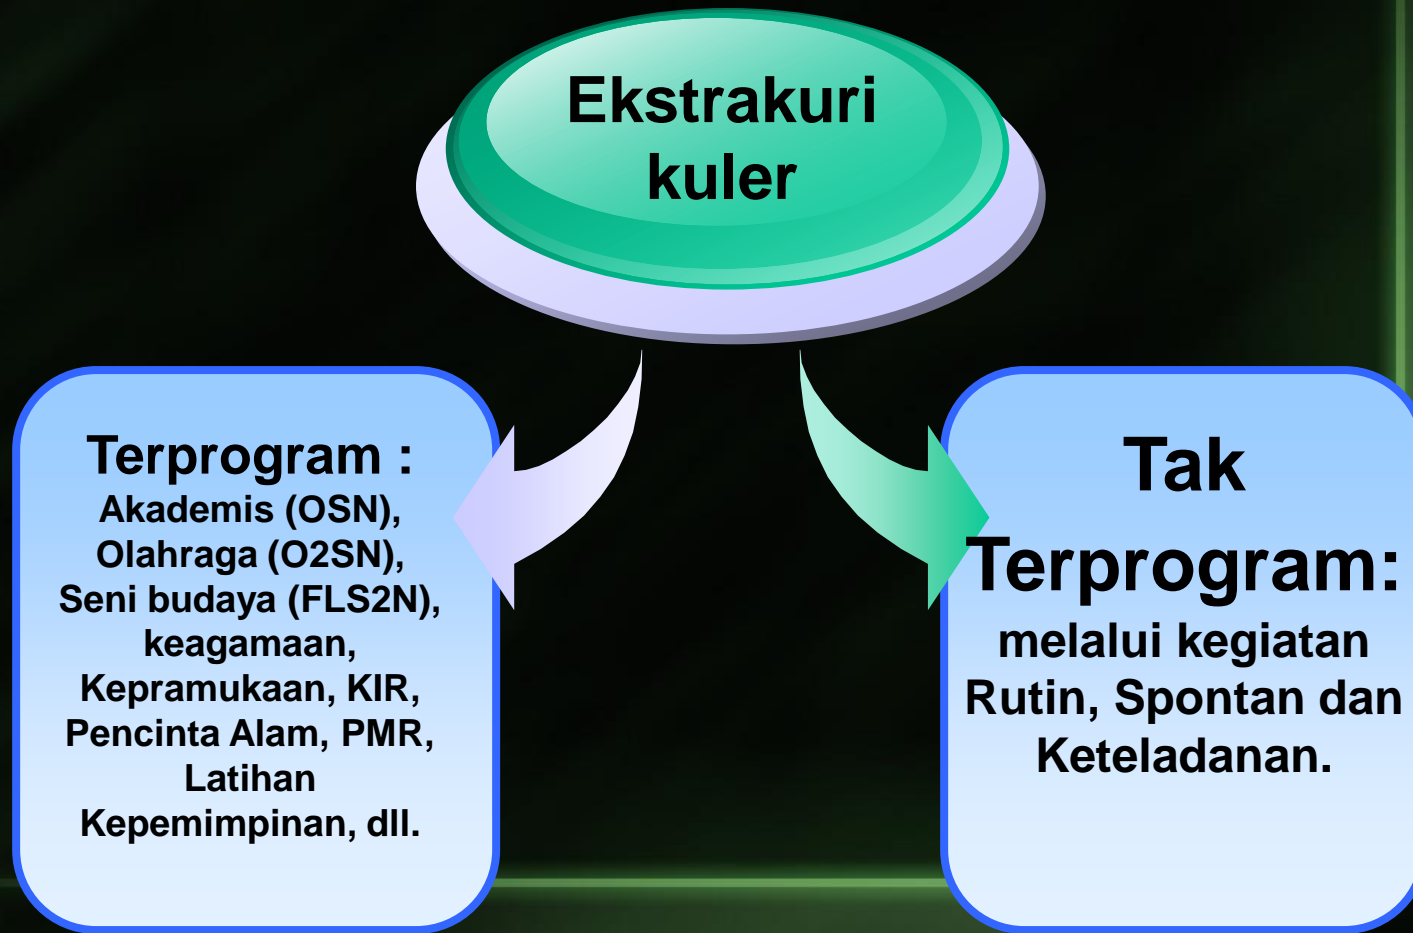 Ekstrakuri
kuler
Terprogram :
Akademis (OSN),
Olahraga (O2SN),
Seni budaya (FLS2N),
keagamaan,
Kepramukaan, KIR,
Pencinta Alam, PMR,
Latihan
Kepemimpinan, dll.
Tak
Terprogram:
melalui kegiatan
Rutin, Spontan dan
Keteladanan.